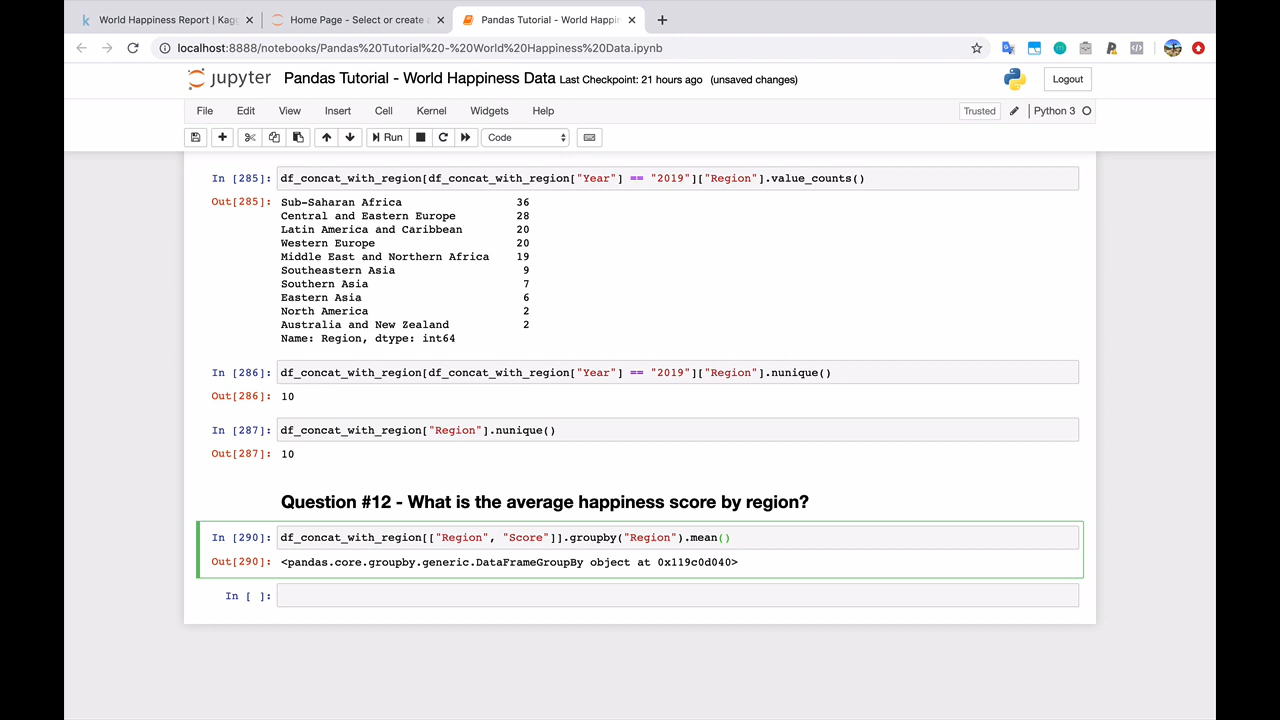 World Happiness Report | Kagg
Home Page - Select or create a
Pandas Tutorial - World Happin
localhost:8888/notebooks/Pandas%20Tutorial%20-%20World%20Happiness%20Data.ipynb
jupyter Pandas Tutorial - World Happiness Data Last Checkpoint: 21 hours ago (unsaved changes) Logout
File Edit View Insert Cell Kernel Widgets Help Trusted Python 3
Run Code
In [285]: df_concat_with_region[df_concat_with_region["Year"] == "2019"]["Region"].value_counts()
Out[285]: Sub-Saharan Africa 36
Central and Eastern Europe 28
Latin America and Caribbean 20
Western Europe 20
Middle East and Northern Africa 19
Southeastern Asia 9
Southern Asia 7
Eastern Asia 6
North America 2
Australia and New Zealand 2
Name: Region, dtype: int64
In [286]: df_concat_with_region[df_concat_with_region["Year"] == "2019"]["Region"].nunique()
Out[286]: 10
In [287]: df_concat_with_region["Region"].nunique()
Out[287]: 10
Question #12 - What is the average happiness score by region?
In [290]: df_concat_with_region[["Region", "Score"]].groupby("Region").mean()
Out[290]: <pandas.core.groupby.generic.DataFrameGroupBy object at 0x119c0d040>
In [ ]: